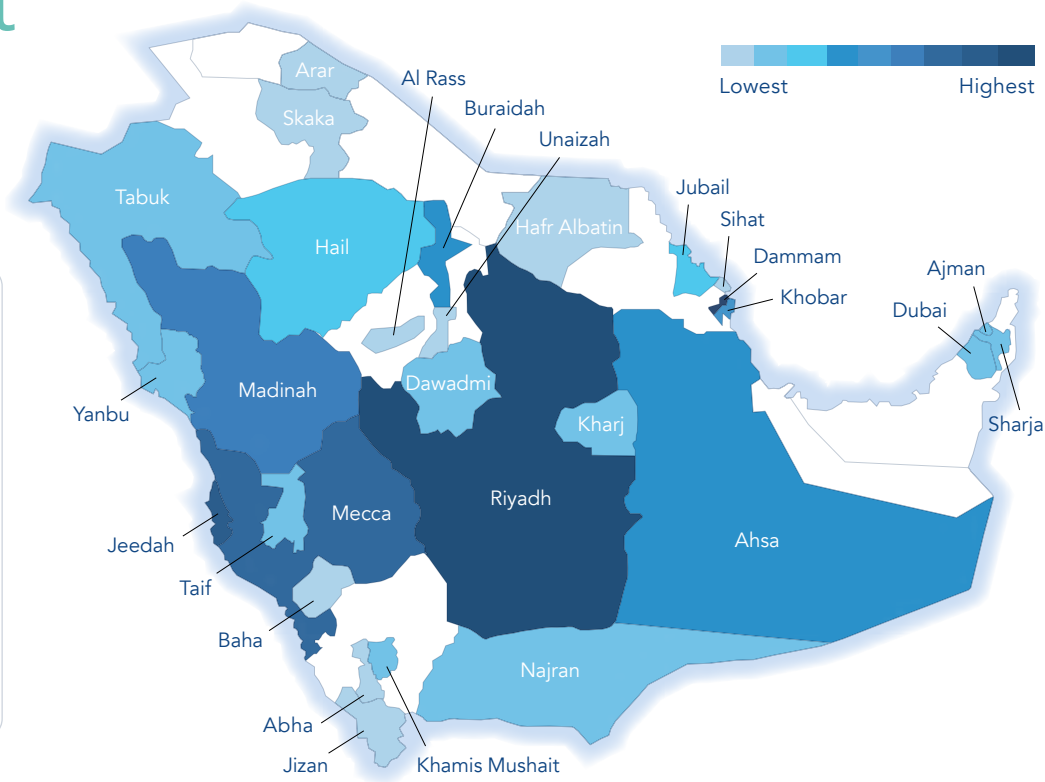 t
Arar
Al Rass
Lowest
Highest
Skaka
Buraidah
Unaizah
Tabuk
Jubail
Hail
Hafr Albatin
Sihat
Dammam
Ajman
Khobar
Dubai
Madinah
Dawadmi
Yanbu
Kharj
Sharja
Riyadh
Mecca
Jeedah
Ahsa
Taif
Baha
Najran
Abha
Jizan
Khamis Mushait